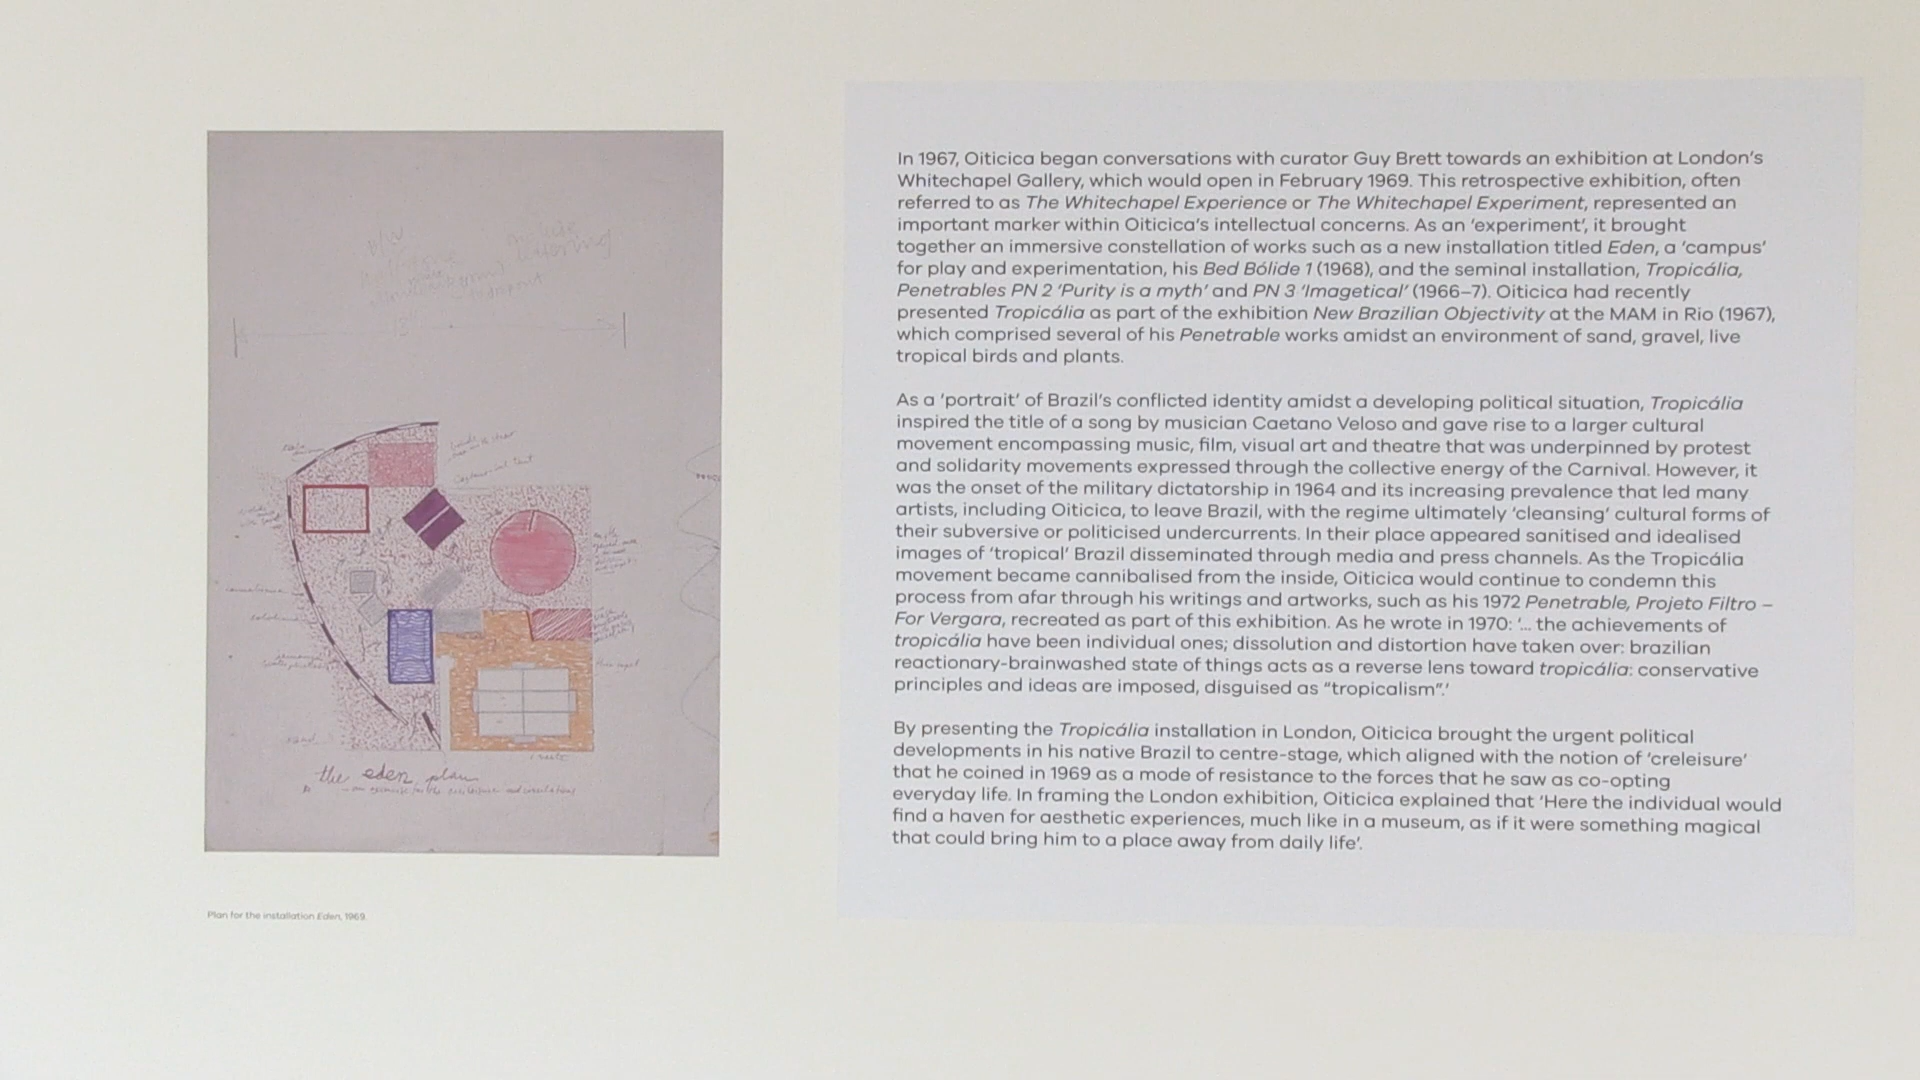 13"
the eden plan
Plan for the installation Eden, 1969.
In 1967, Oiticica began conversations with curator Guy Brett towards an exhibition at London's
Whitechapel Gallery, which would open in February 1969. This retrospective exhibition, often
referred to as The Whitechapel Experience or The Whitechapel Experiment, represented an
important marker within Oiticica's intellectual concerns. As an 'experiment', it brought
together an immersive constellation of works such as a new installation titled Eden, a 'campus'
for play and experimentation, his Bed Bólide 1 (1968), and the seminal installation, Tropicália,
Penetrables PN 2 'Purity is a myth' and PN 3 'Imagetical' (1966–7). Oiticica had recently
presented Tropicália as part of the exhibition New Brazilian Objectivity at the MAM in Rio (1967),
which comprised several of his Penetrable works amidst an environment of sand, gravel, live
tropical birds and plants.
As a 'portrait' of Brazil's conflicted identity amidst a developing political situation, Tropicália
inspired the title of a song by musician Caetano Veloso and gave rise to a larger cultural
movement encompassing music, film, visual art and theatre that was underpinned by protest
and solidarity movements expressed through the collective energy of the Carnival. However, it
was the onset of the military dictatorship in 1964 and its increasing prevalence that led many
artists, including Oiticica, to leave Brazil, with the regime ultimately 'cleansing' cultural forms of
their subversive or politicised undercurrents. In their place appeared sanitised and idealised
images of 'tropical' Brazil disseminated through media and press channels. As the Tropicália
movement became cannibalised from the inside, Oiticica would continue to condemn this
process from afar through his writings and artworks, such as his 1972 Penetrable, Projeto Filtro –
For Vergara, recreated as part of this exhibition. As he wrote in 1970: '... the achievements of
tropicália have been individual ones; dissolution and distortion have taken over: brazilian
reactionary-brainwashed state of things acts as a reverse lens toward tropicália: conservative
principles and ideas are imposed, disguised as “tropicalism”.'
By presenting the Tropicália installation in London, Oiticica brought the urgent political
developments in his native Brazil to centre-stage, which aligned with the notion of 'creleisure'
that he coined in 1969 as a mode of resistance to the forces that he saw as co-opting
everyday life. In framing the London exhibition, Oiticica explained that 'Here the individual would
find a haven for aesthetic experiences, much like in a museum, as if it were something magical
that could bring him to a place away from daily life'.